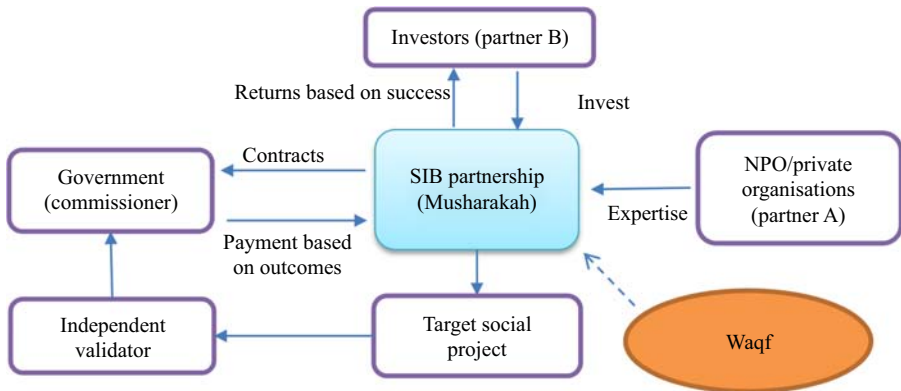 Investors (partner B)
Returns based on success
Invest
Contracts
Government
(commissioner)
SIB partnership
(Musharakah)
NPO/private
organisations
(partner A)
Expertise
Payment based
on outcomes
Independent
validator
Target social
project
Waqf